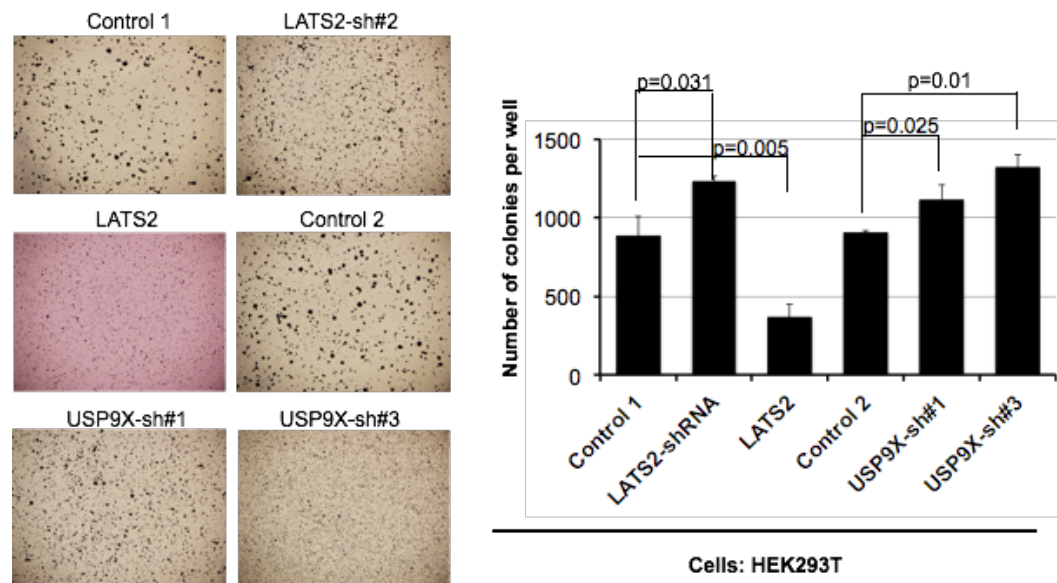 Control 1
LATS2-sh#2
LATS2
Control 2
USP9X-sh#1
USP9X-sh#3
p=0.031
p=0.01
p=0.025
p=0.005
Number of colonies per well
1500
1000
500
0
Control 1
LATS2-shRNA
LATS2
Control 2
USP9X-sh#1
USP9X-sh#3
Cells: HEK293T